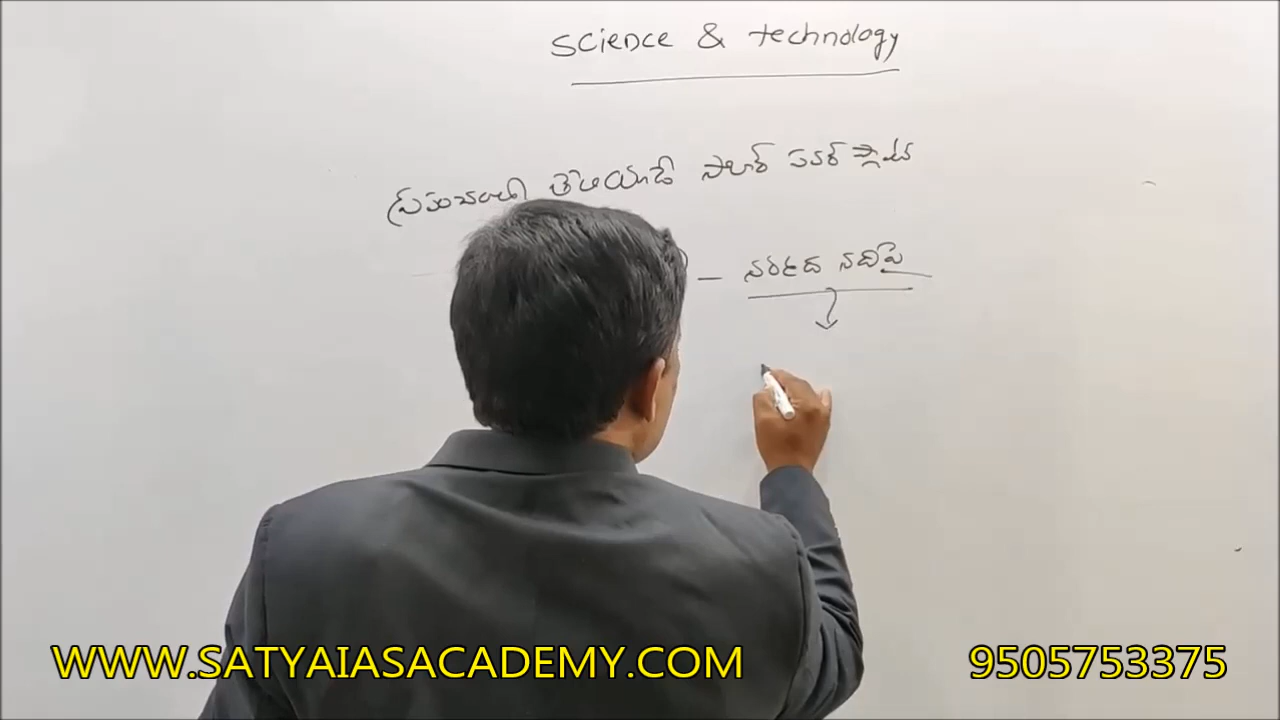 Science & technology
ప్రపంచంలో తేలియాడే సోలార్ పవర్ ప్లాంట్
– నర్మద నదిపై
WWW.SATYAIASACADEMY.COM
9505753375